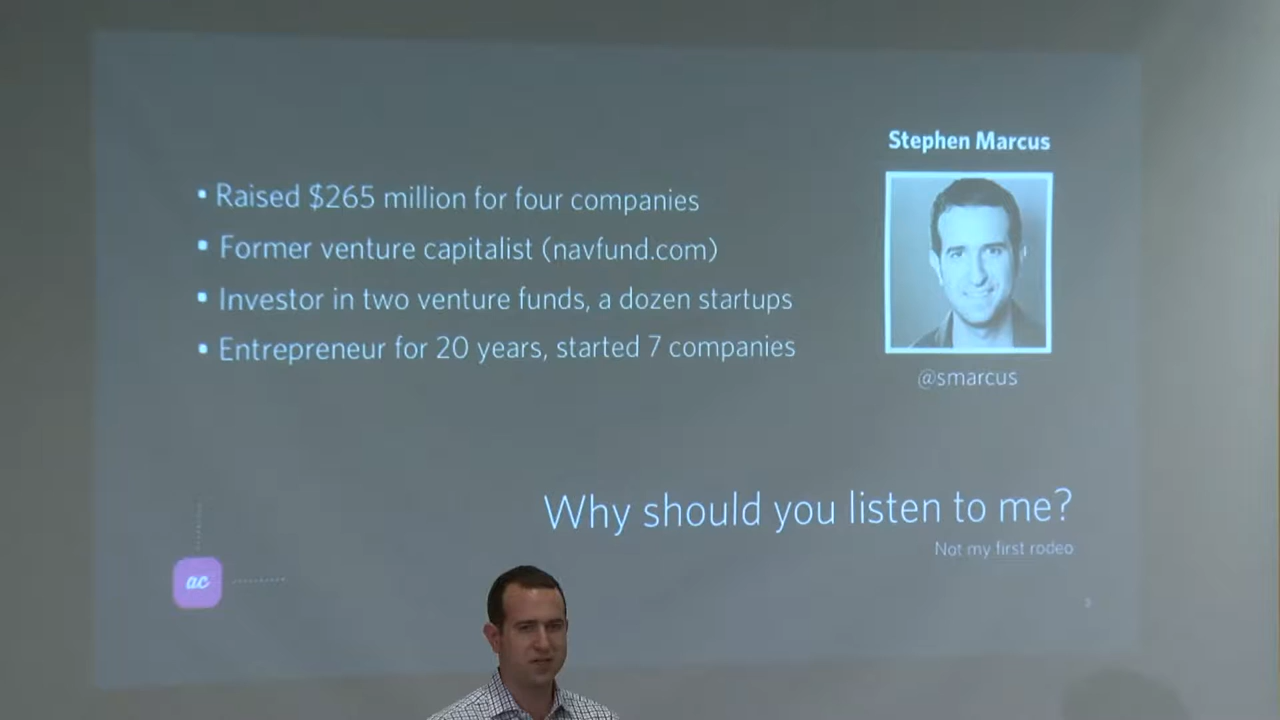 Stephen Marcus
• Raised $265 million for four companies
• Former venture capitalist (navfund.com)
• Investor in two venture funds, a dozen startups
• Entrepreneur for 20 years, started 7 companies
@smarcus
Why should you listen to me?
Not my first rodeo
ac